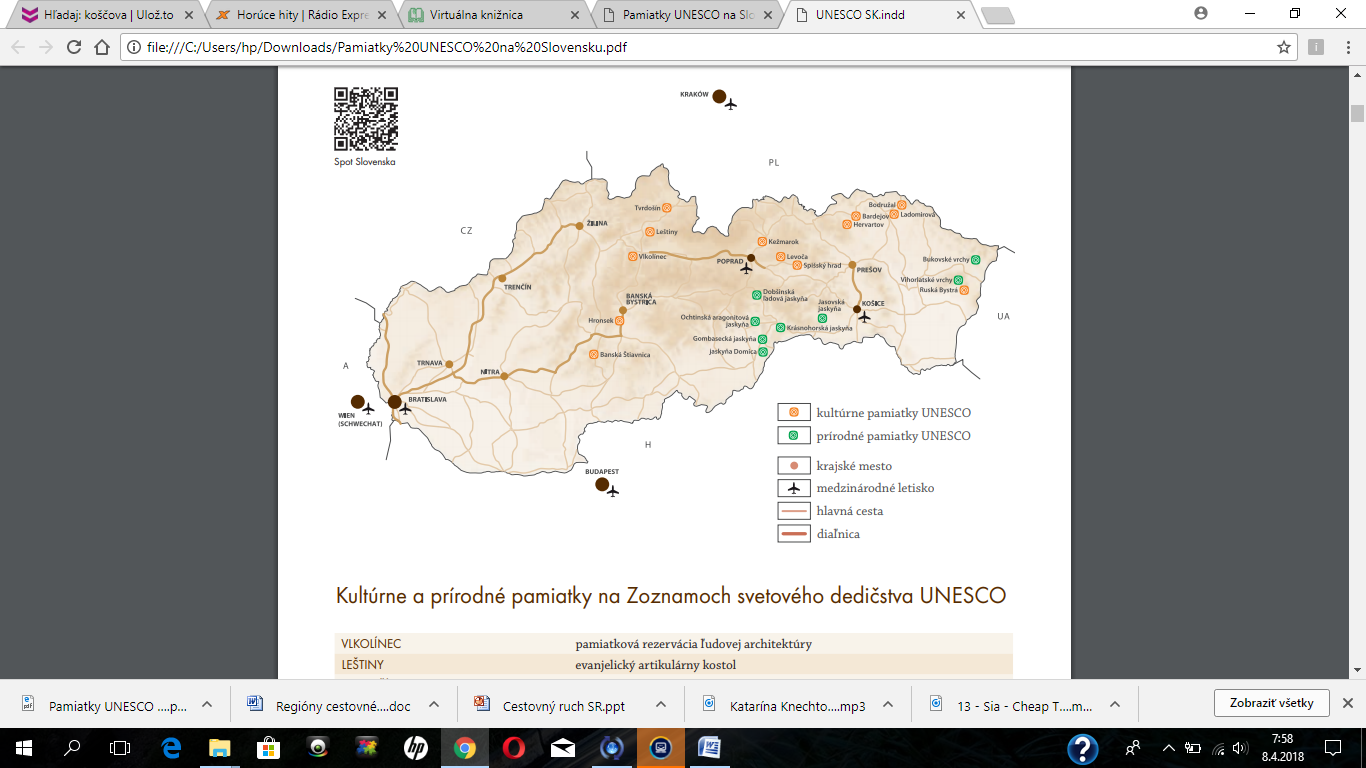 Hľadaj: koščova | Ulož.to
Horúce hity | Rádio Expre
Virtuálna knižnica
Pamiatky UNESCO na Slo
UNESCO SK.indd
file:///C:/Users/hp/Downloads/Pamiatky%20UNESCO%20na%20Slovensku.pdf
Spot Slovenska
KRAKÓW
PL
CZ
A
H
UA
Tvrdošín
ŽILINA
Leštiny
Vlkolínec
Kežmarok
POPRAD
Levoča
Spišský hrad
Bodružal
Bardejov
Ladomirová
Hervartov
PREŠOV
Bukovské vrchy
Vihorlatské vrchy
Ruská Bystrá
TRENČÍN
BANSKÁ
BYSTRICA
Hronsek
Banská Štiavnica
Dobšinská
ľadová jaskyňa
Jasovská
jaskyňa
KOŠICE
Ochtinská aragonitová
jaskyňa
Krásnohorská jaskyňa
Gombasecká jaskyňa
jaskyňa Domica
TRNAVA
NITRA
BRATISLAVA
WIEN
(SCHWECHAT)
BUDAPEST
kultúrne pamiatky UNESCO
prírodné pamiatky UNESCO
krajské mesto
medzinárodné letisko
hlavná cesta
diaľnica
Kultúrne a prírodné pamiatky na Zoznamoch svetového dedičstva UNESCO
VLKOLÍNEC pamiatková rezervácia ľudovej architektúry
LEŠTINY evanjelický artikulárny kostol
Pamiatky UNESCO ....p...
Regióny cestovné....doc
Cestovný ruch SR.ppt
Katarína Knechto....mp3
13 - Sia - Cheap T....m...
Zobraziť všetky
7:58
8.4.2018